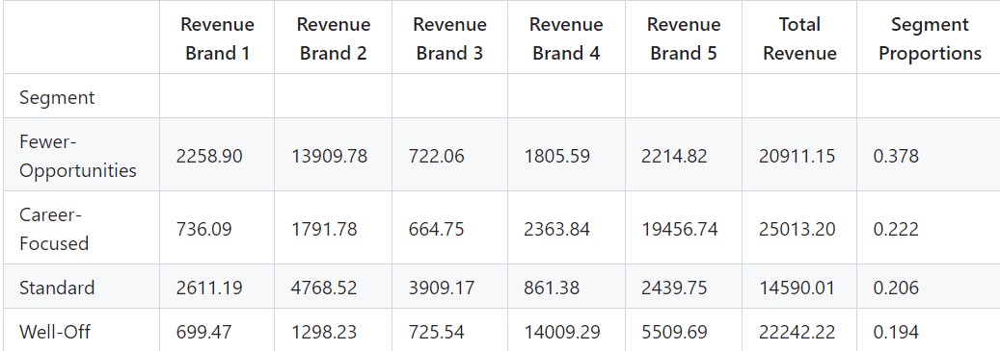 Revenue Brand 1 Revenue Brand 2 Revenue Brand 3 Revenue Brand 4 Revenue Brand 5 Total Revenue Segment Proportions
Segment
Fewer-Opportunities 2258.90 13909.78 722.06 1805.59 2214.82 20911.15 0.378
Career-Focused 736.09 1791.78 664.75 2363.84 19456.74 25013.20 0.222
Standard 2611.19 4768.52 3909.17 861.38 2439.75 14590.01 0.206
Well-Off 699.47 1298.23 725.54 14009.29 5509.69 22242.22 0.194